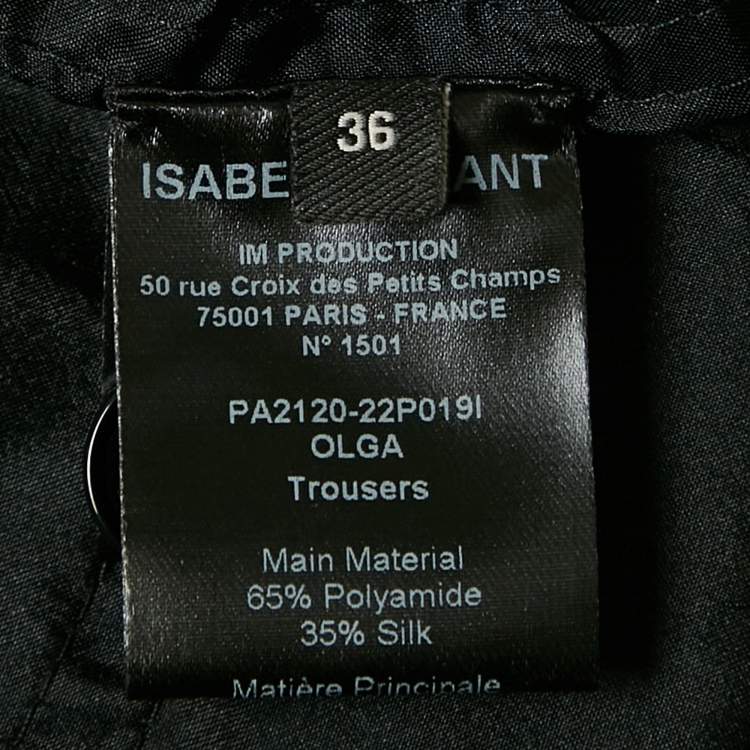 36
ISABE ANT
IM PRODUCTION
50 rue Croix des Petits Champs
75001 PARIS - FRANCE
N° 1501
PA2120-22P019I
OLGA
Trousers
Main Material
65% Polyamide
35% Silk
Matière Principale